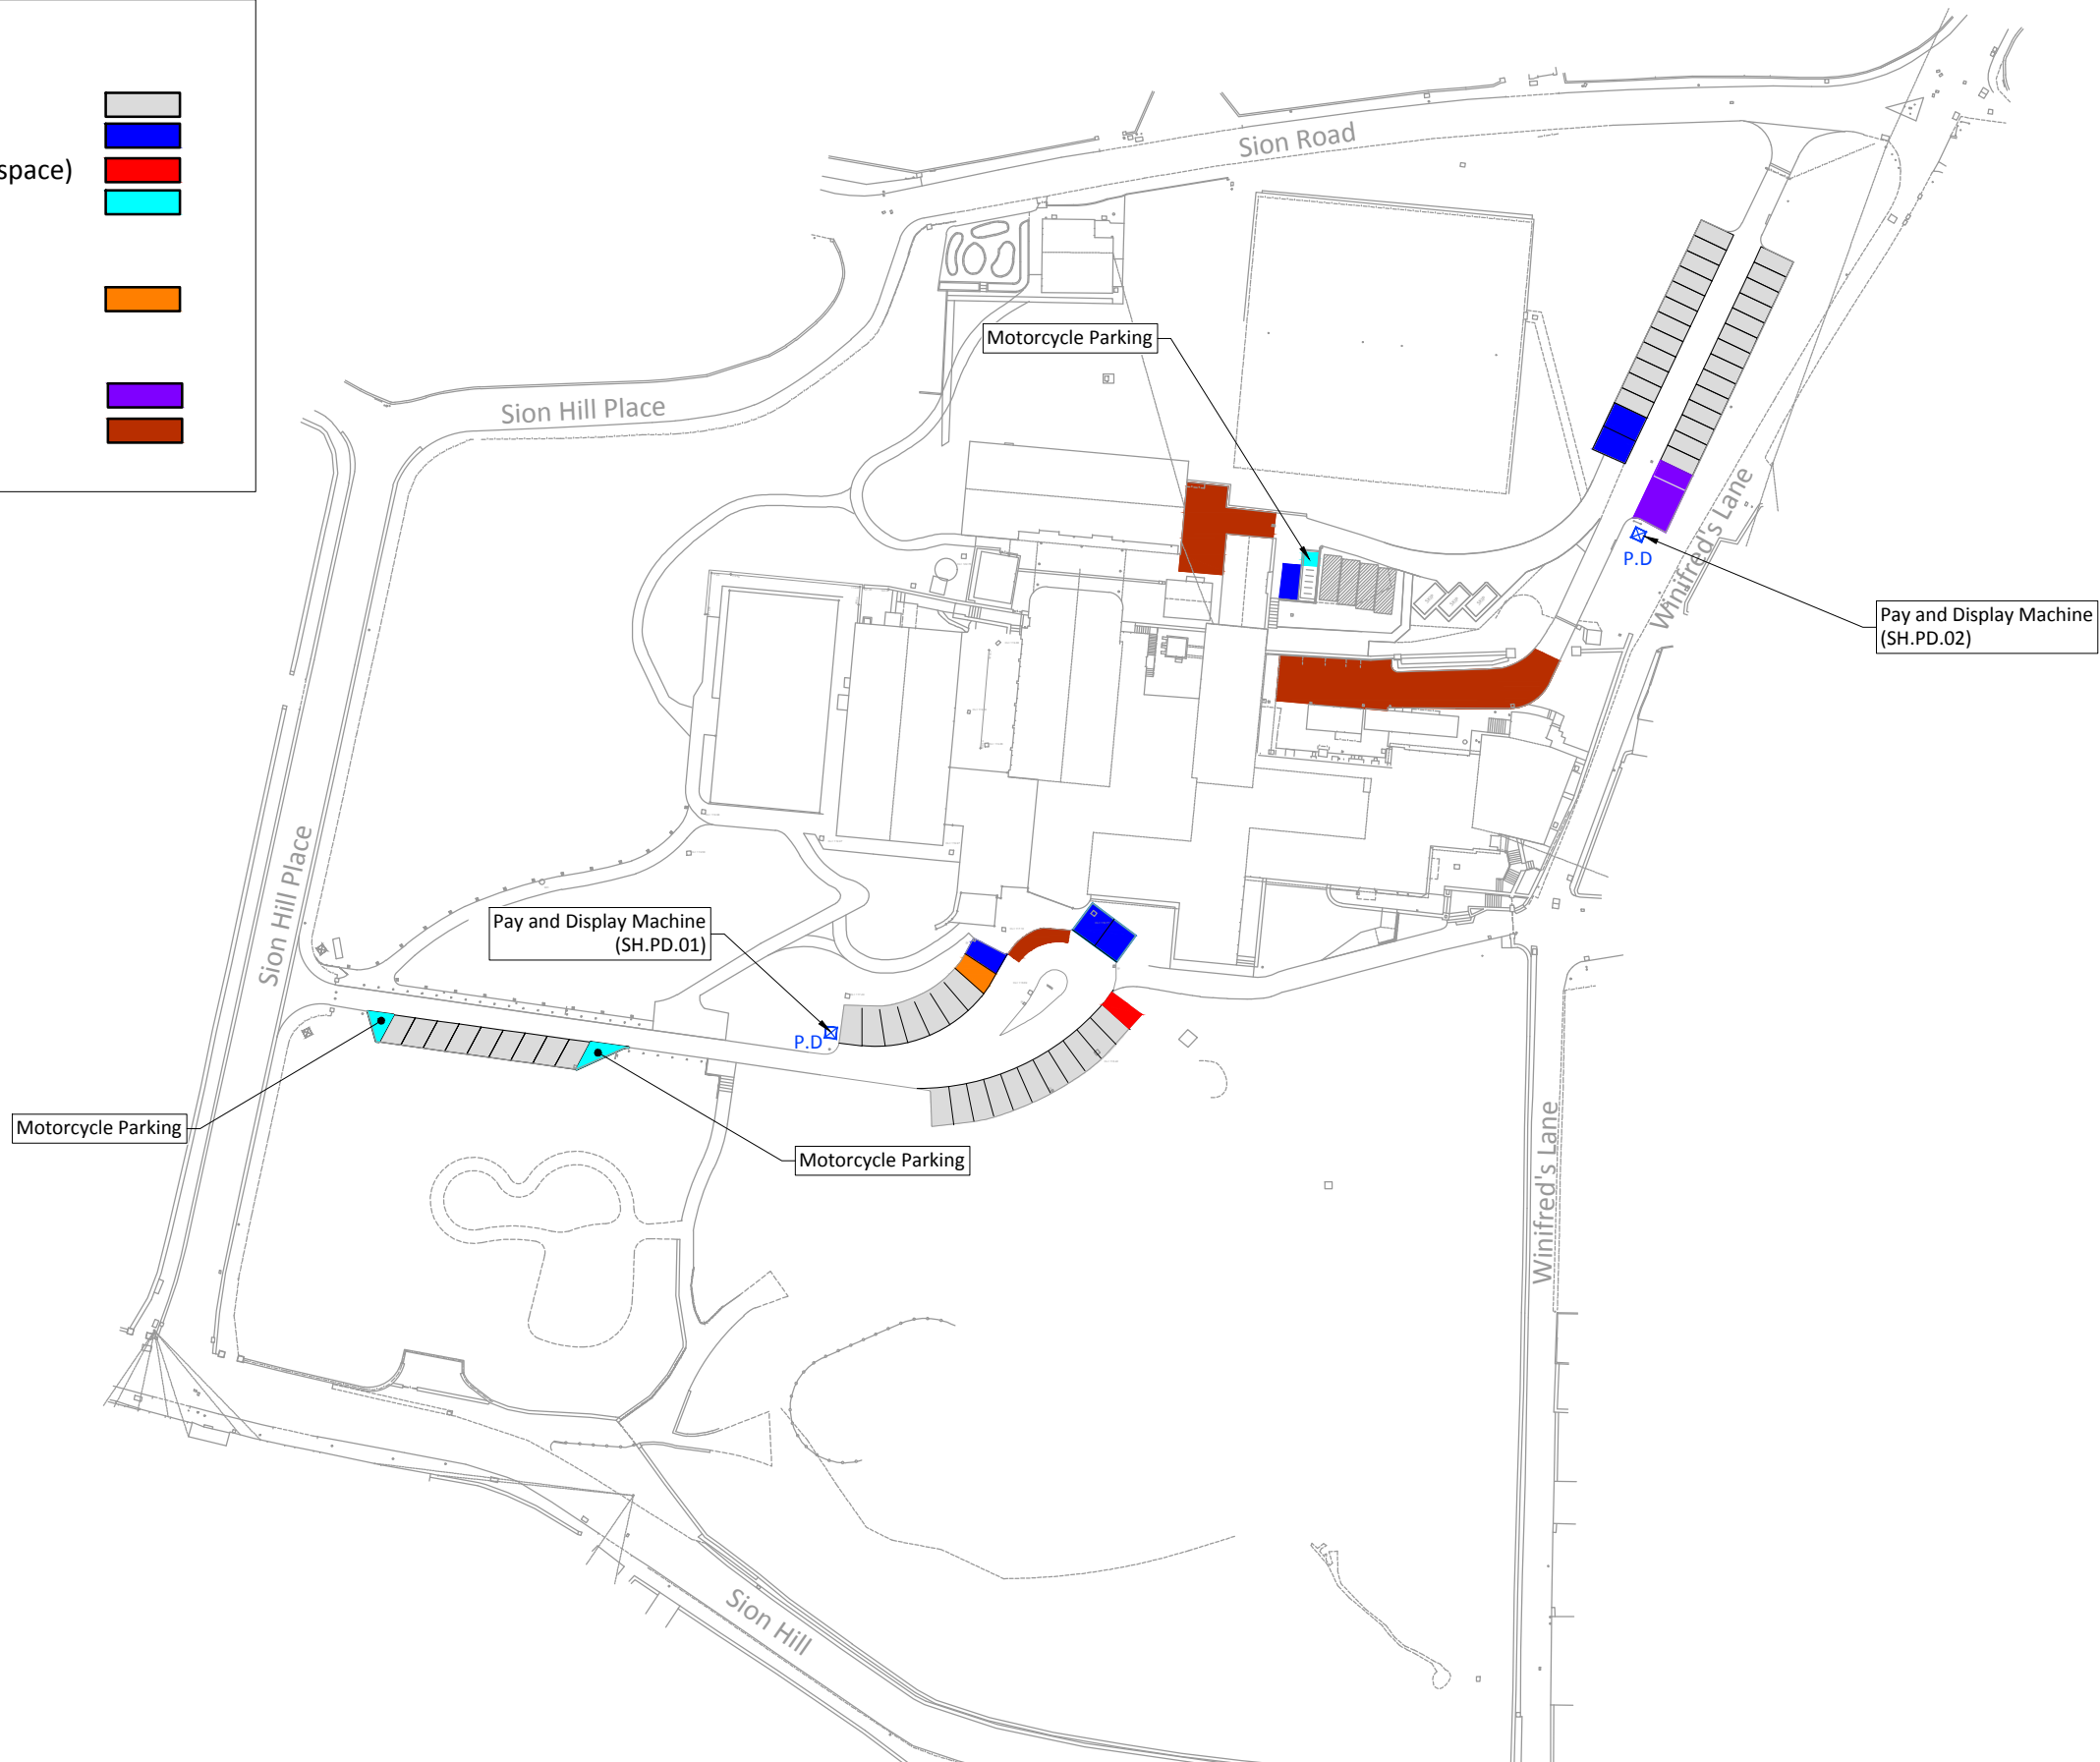 space)
Sion Road
Motorcycle Parking
Sion Hill Place
Winifred's Lane
P.D
Pay and Display Machine
(SH.PD.02)
Sion Hill Place
Pay and Display Machine
(SH.PD.01)
P.D
Motorcycle Parking
Motorcycle Parking
Winifred's Lane
Sion Hill